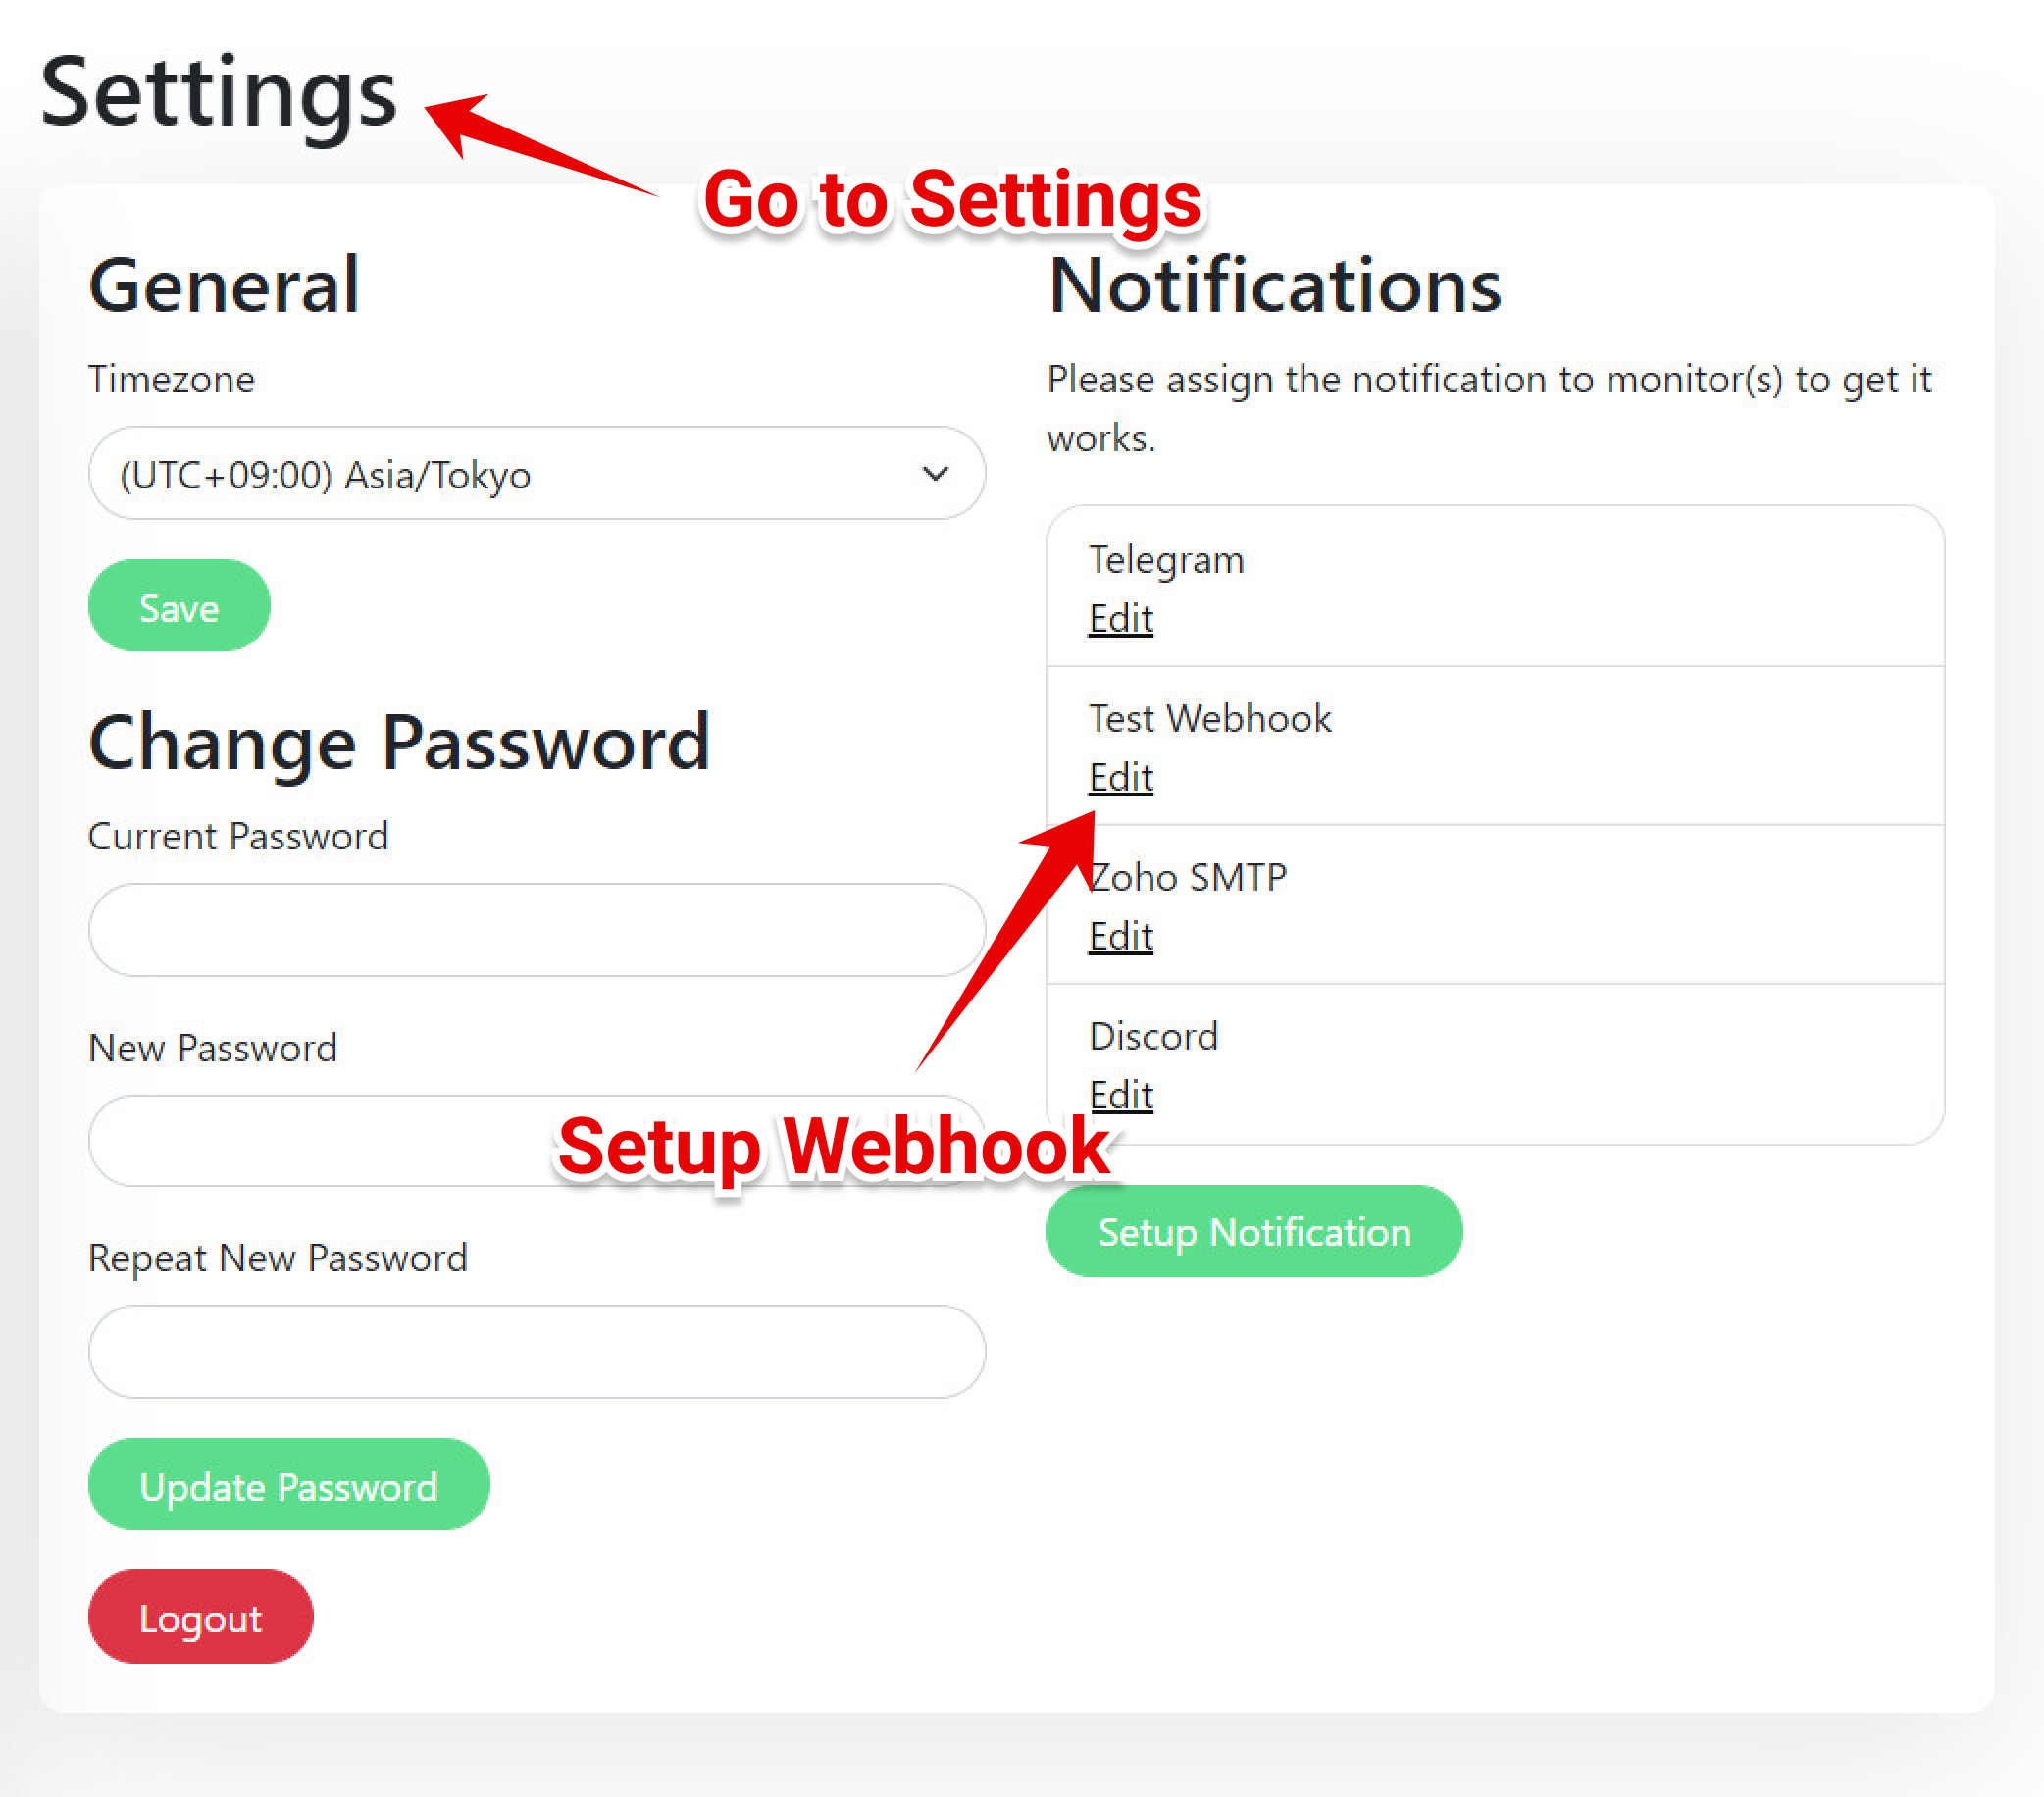 Settings
Go to Settings
General
Timezone
(UTC+09:00) Asia/Tokyo
Save
Change Password
Current Password
New Password
Repeat New Password
Update Password
Logout
Notifications
Please assign the notification to monitor(s) to get it
works.
Telegram
Edit
Test Webhook
Edit
Zoho SMTP
Edit
Discord
Edit
Setup Webhook
Setup Notification